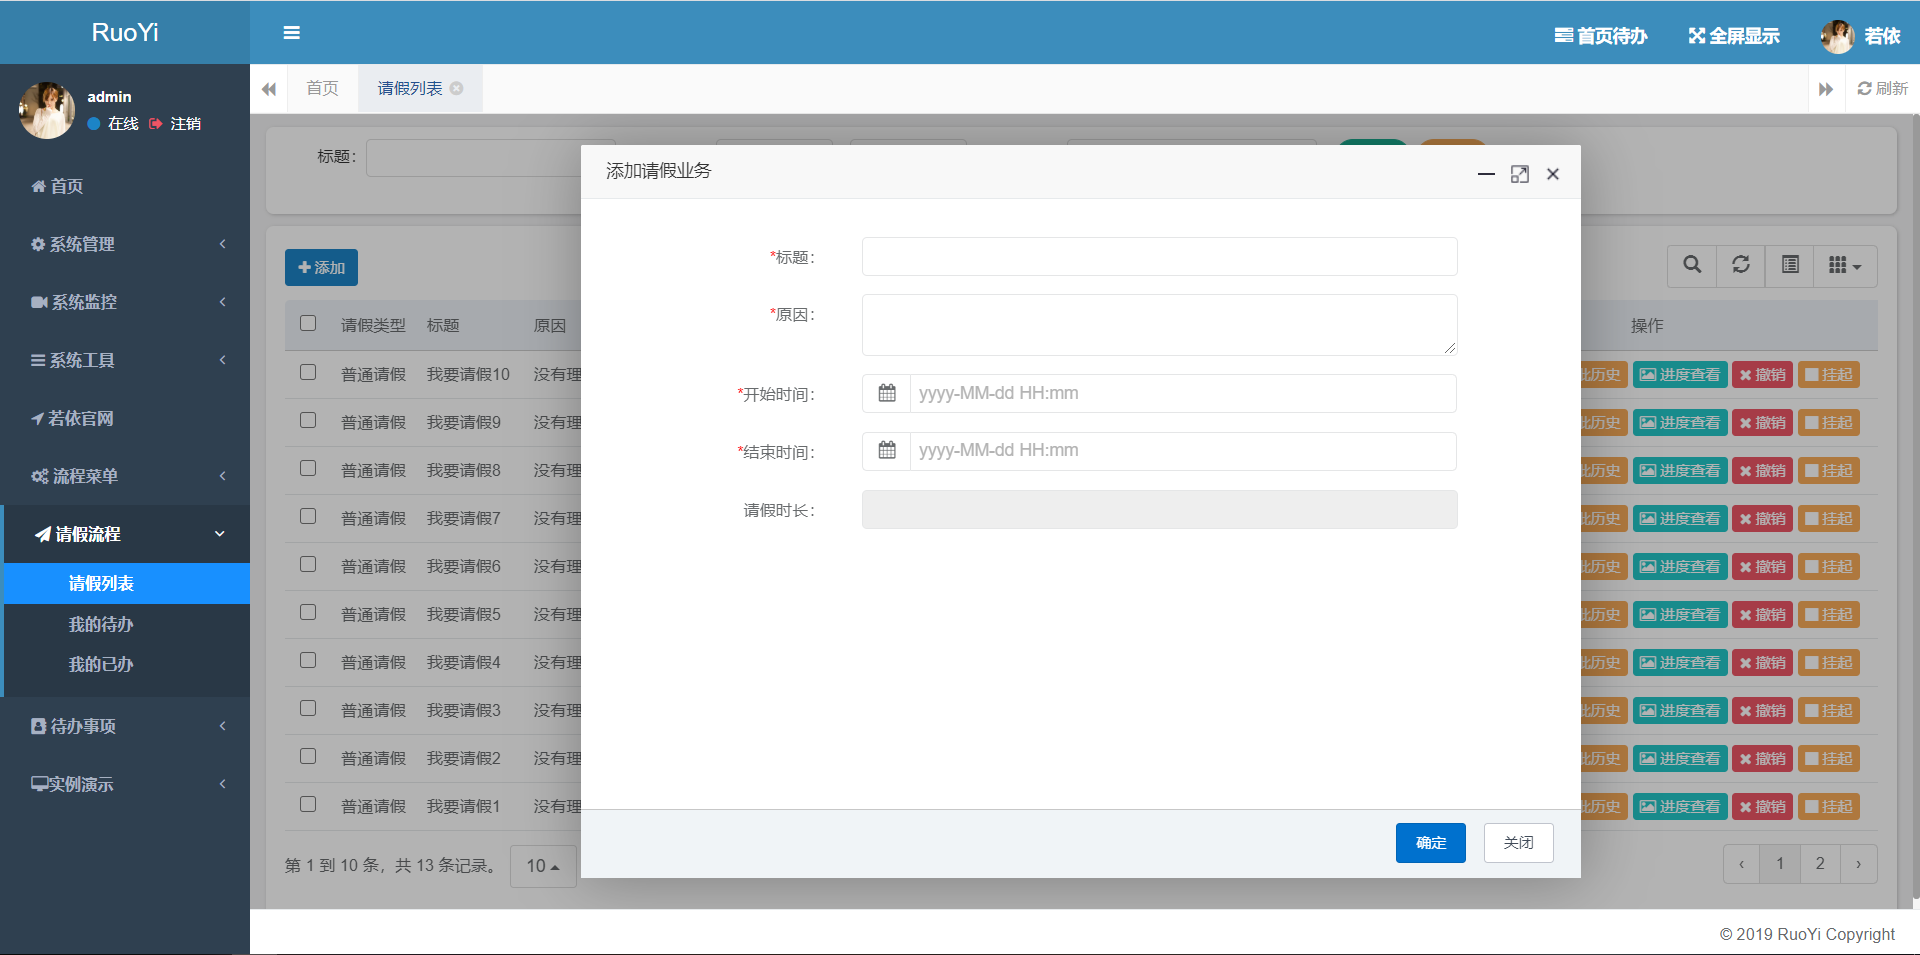 RuoYi
首页待办
全屏显示
若依
admin
在线
注销
首页
请假列表
刷新
首页
系统管理
系统监控
系统工具
若依官网
流程菜单
请假流程
请假列表
我的待办
我的已办
待办事项
实例演示
标题：
添加
请假类型 标题 原因 操作
普通请假 我要请假10 没有理 批历史 进度查看 撤销 挂起
普通请假 我要请假9 没有理 批历史 进度查看 撤销 挂起
普通请假 我要请假8 没有理 批历史 进度查看 撤销 挂起
普通请假 我要请假7 没有理 批历史 进度查看 撤销 挂起
普通请假 我要请假6 没有理 批历史 进度查看 撤销 挂起
普通请假 我要请假5 没有理 批历史 进度查看 撤销 挂起
普通请假 我要请假4 没有理 批历史 进度查看 撤销 挂起
普通请假 我要请假3 没有理 批历史 进度查看 撤销 挂起
普通请假 我要请假2 没有理 批历史 进度查看 撤销 挂起
普通请假 我要请假1 没有理 批历史 进度查看 撤销 挂起
第 1 到 10 条，共 13 条记录。 10
‹ 1 2 ›
添加请假业务
*标题：
*原因：
*开始时间： yyyy-MM-dd HH:mm
*结束时间： yyyy-MM-dd HH:mm
请假时长：
确定 关闭
© 2019 RuoYi Copyright